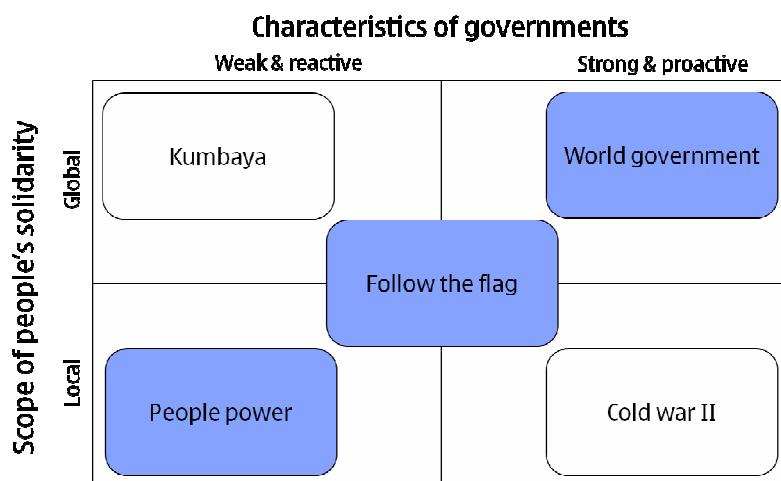 Characteristics of governments
Weak & reactive
Strong & proactive
Scope of people's solidarity
Global
Local
Kumbaya
World government
Follow the flag
People power
Cold war II